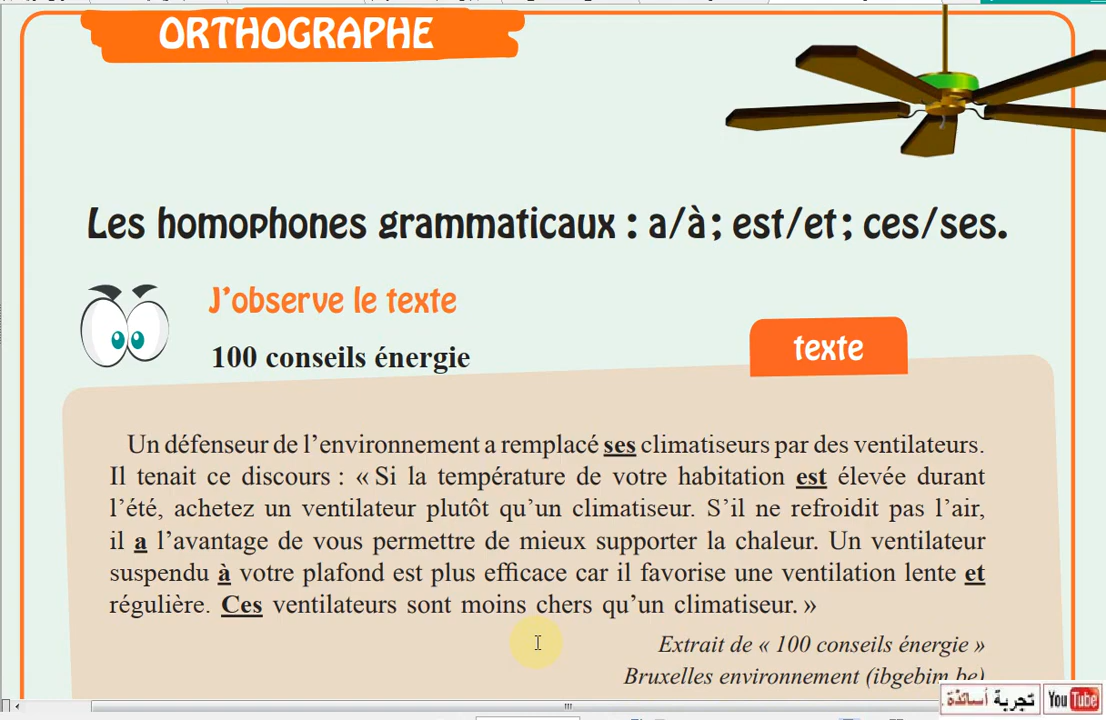 ORTHOGRAPHE
Les homophones grammaticaux : a/à ; est/et ; ces/ses.
J'observe le texte
100 conseils énergie
texte
Un défenseur de l'environnement a remplacé ses climatiseurs par des ventilateurs.
Il tenait ce discours : « Si la température de votre habitation est élevée durant
l'été, achetez un ventilateur plutôt qu'un climatiseur. S'il ne refroidit pas l'air,
il a l'avantage de vous permettre de mieux supporter la chaleur. Un ventilateur
suspendu à votre plafond est plus efficace car il favorise une ventilation lente et
régulière. Ces ventilateurs sont moins chers qu'un climatiseur. »
Extrait de « 100 conseils énergie »
Bruxelles environnement (ibgebim.be)
تجربة أساتذة
YouTube